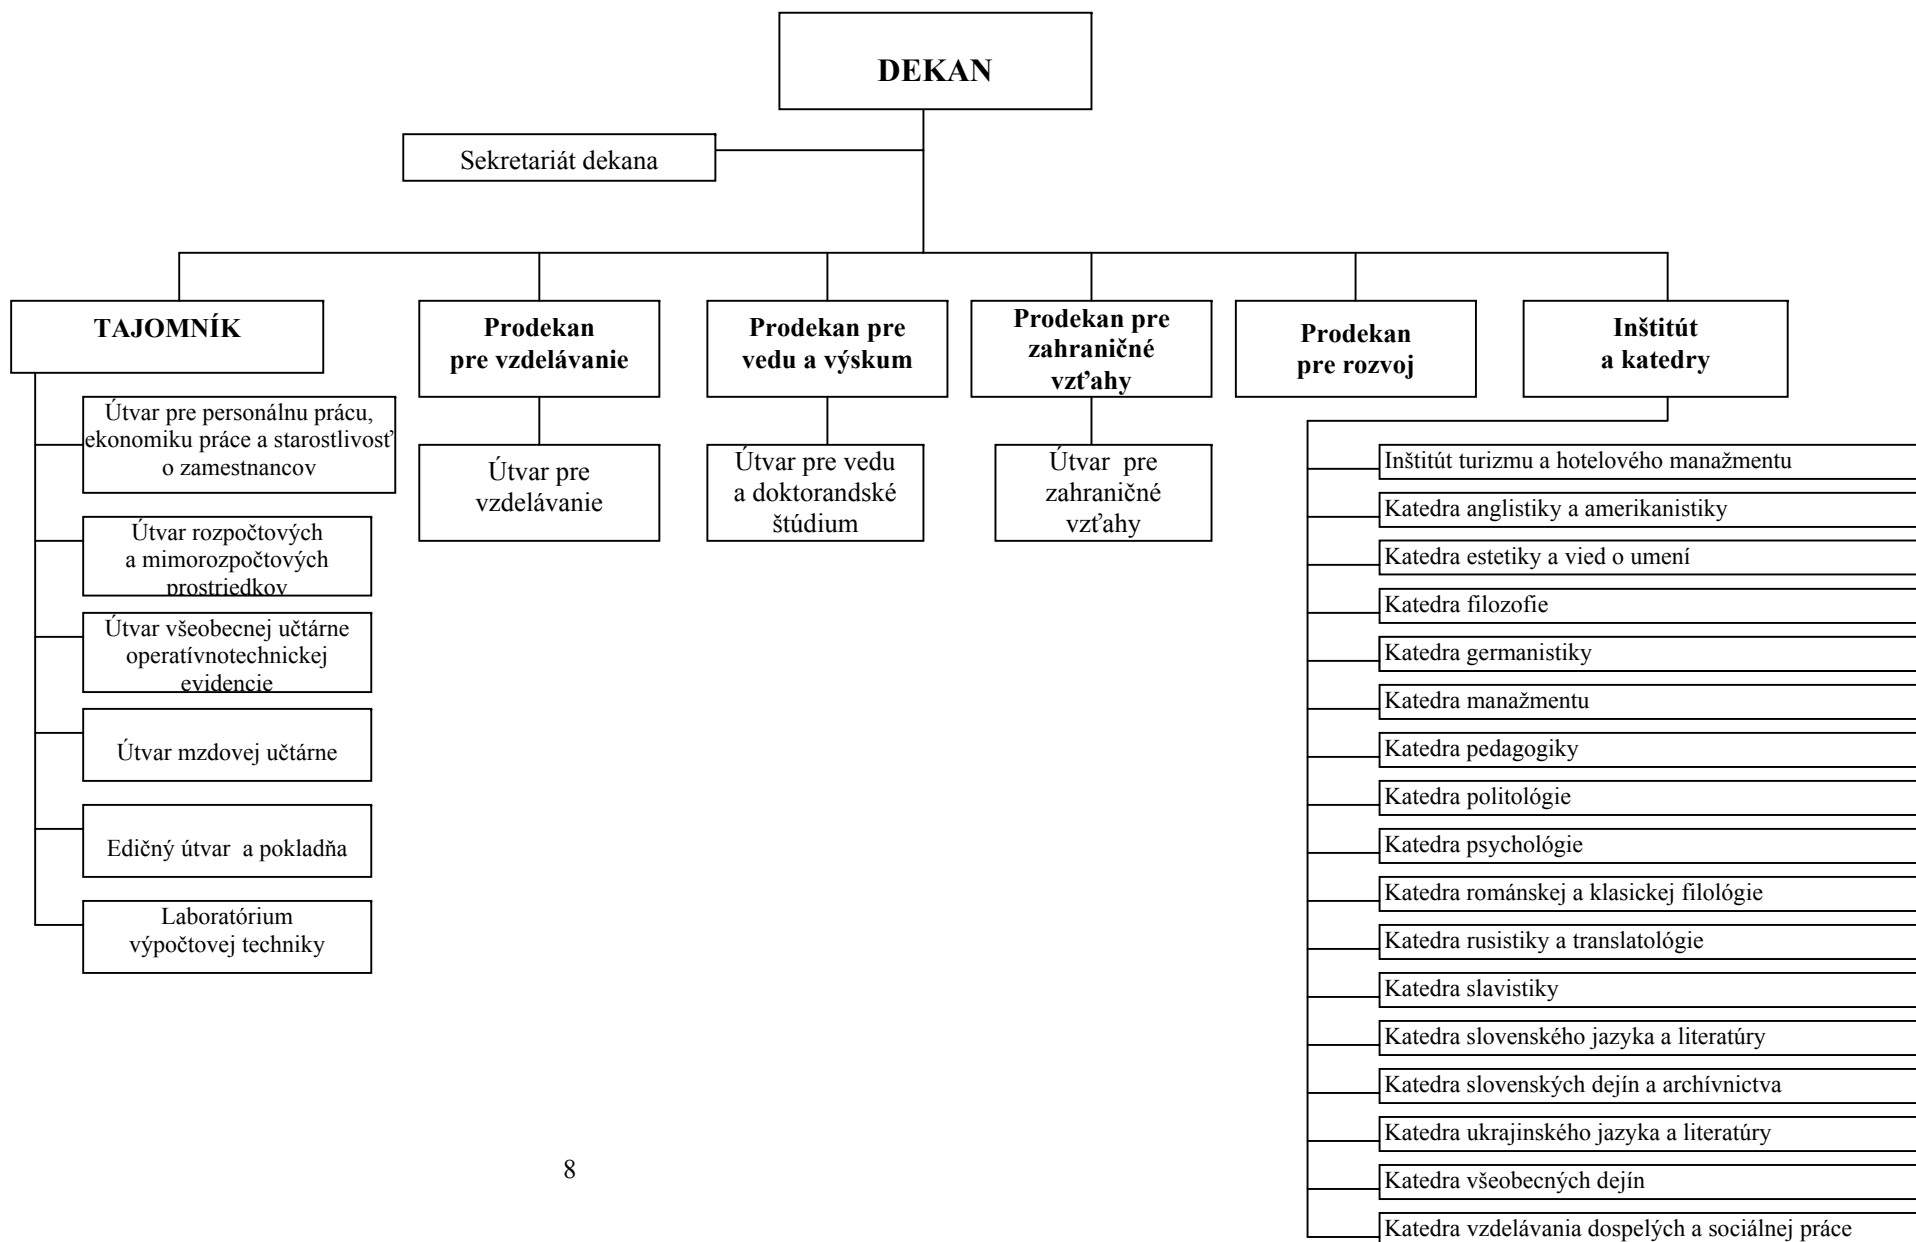 DEKAN
Sekretariát dekana
TAJOMNÍK
Útvar pre personálnu prácu,
ekonomiku práce a starostlivosť
o zamestnancov
Útvar rozpočtových
a mimorozpočtových
prostriedkov
Útvar všeobecnej učtárne
operatívnotechnickej
evidencie
Útvar mzdovej učtárne
Edičný útvar a pokladňa
Laboratórium
výpočtovej techniky
Prodekan
pre vzdelávanie
Útvar pre
vzdelávanie
Prodekan pre
vedu a výskum
Útvar pre vedu
a doktorandské
štúdium
Prodekan pre
zahraničné
vzťahy
Útvar pre
zahraničné
vzťahy
Prodekan
pre rozvoj
Inštitút
a katedry
Inštitút turizmu a hotelového manažmentu
Katedra anglistiky a amerikanistiky
Katedra estetiky a vied o umení
Katedra filozofie
Katedra germanistiky
Katedra manažmentu
Katedra pedagogiky
Katedra politológie
Katedra psychológie
Katedra románskej a klasickej filológie
Katedra rusistiky a translatológie
Katedra slavistiky
Katedra slovenského jazyka a literatúry
Katedra slovenských dejín a archívnictva
Katedra ukrajinského jazyka a literatúry
Katedra všeobecných dejín
Katedra vzdelávania dospelých a sociálnej práce
8